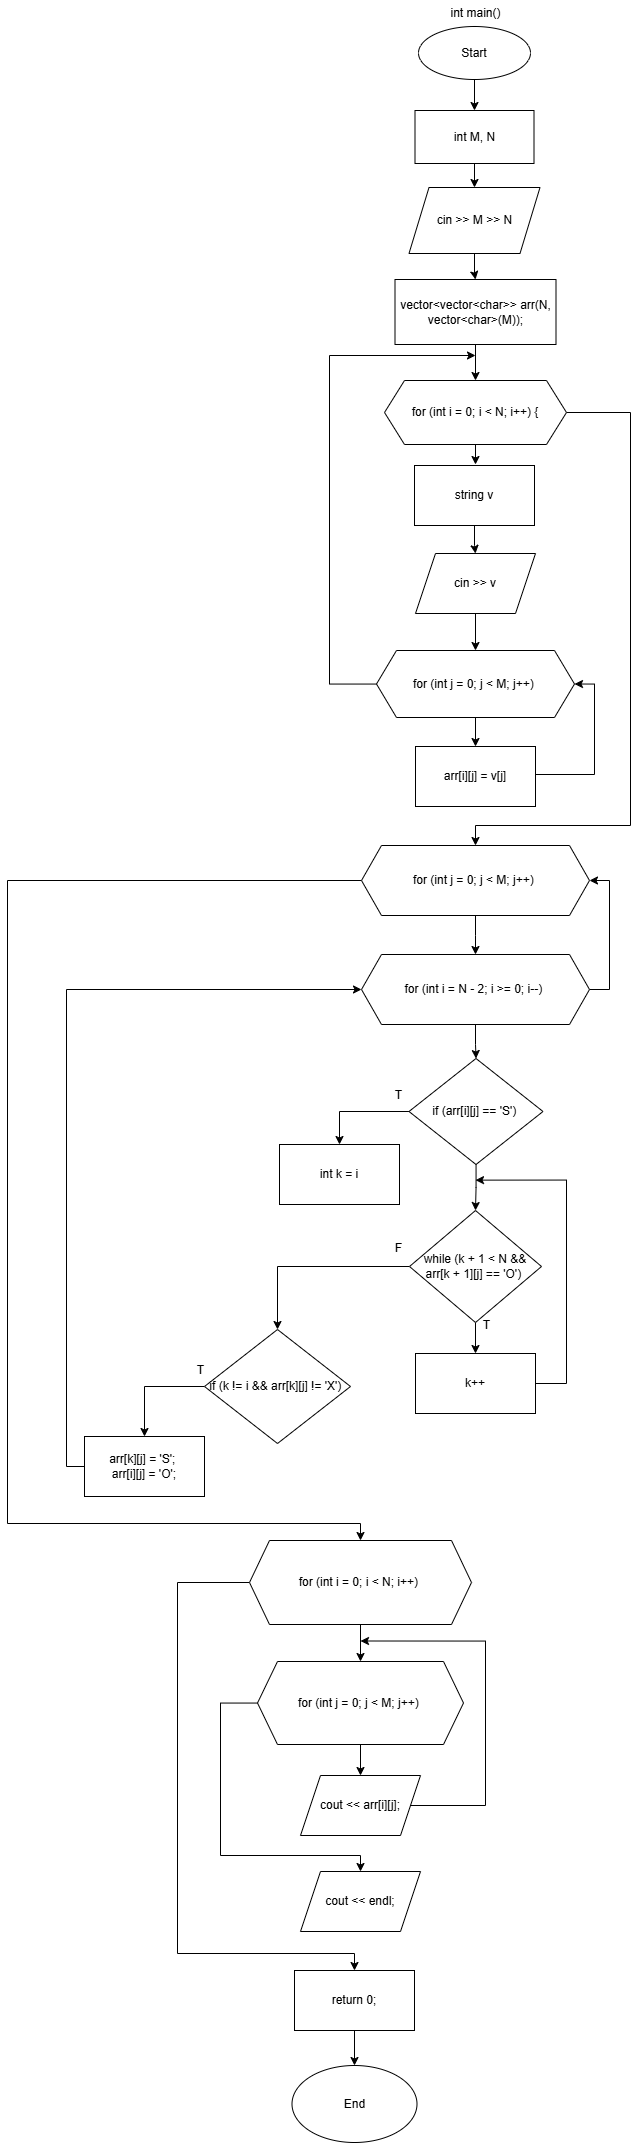 int main()
Start
int M, N
cin >> M >> N
vector<vector<char>> arr(N,
vector<char>(M));
for (int i = 0; i < N; i++) {
string v
cin >> v
for (int j = 0; j < M; j++)
arr[i][j] = v[j]
for (int j = 0; j < M; j++)
for (int i = N - 2; i >= 0; i--)
if (arr[i][j] == 'S')
T
int k = i
while (k + 1 < N &&
arr[k + 1][j] == 'O')
F
T
k++
if (k != i && arr[k][j] != 'X')
T
arr[k][j] = 'S';
arr[i][j] = 'O';
for (int i = 0; i < N; i++)
for (int j = 0; j < M; j++)
cout << arr[i][j];
cout << endl;
return 0;
End